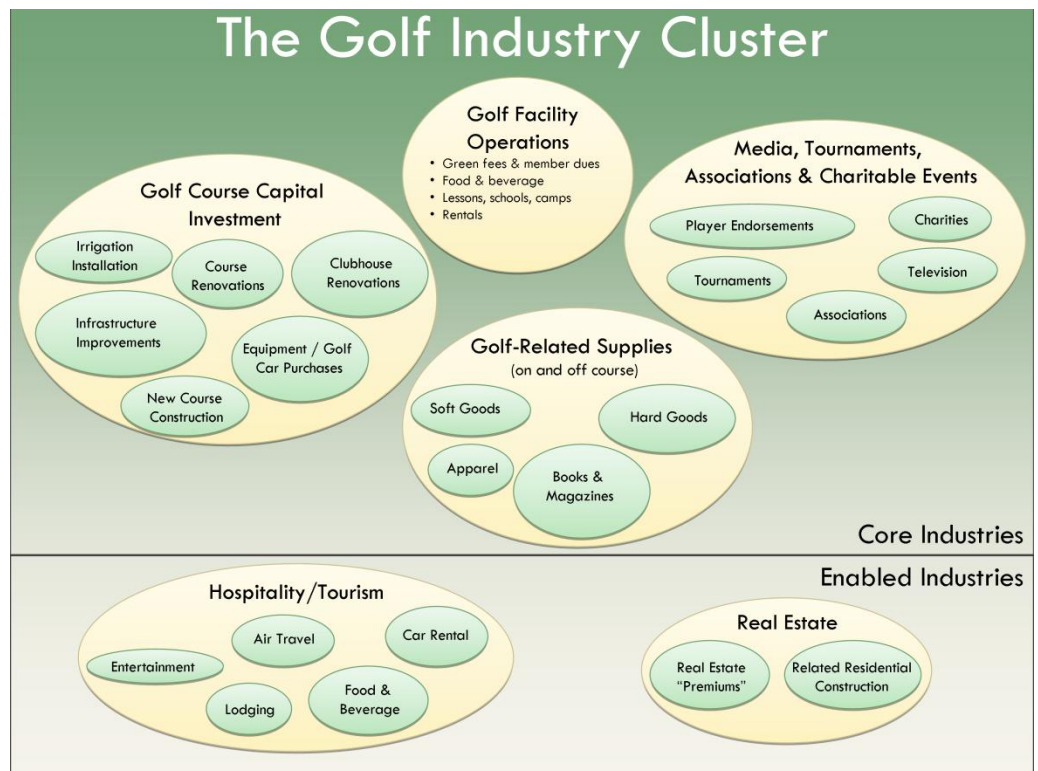 The Golf Industry Cluster
Golf Facility
Operations
• Green fees & member dues
• Food & beverage
• Lessons, schools, camps
• Rentals
Golf Course Capital
Investment
Irrigation
Installation
Course
Renovations
Clubhouse
Renovations
Infrastructure
Improvements
Equipment / Golf
Car Purchases
New Course
Construction
Media, Tournaments,
Associations & Charitable Events
Player Endorsements
Charities
Tournaments
Television
Associations
Golf-Related Supplies
(on and off course)
Soft Goods
Hard Goods
Apparel
Books &
Magazines
Core Industries
Enabled Industries
Hospitality/Tourism
Air Travel
Car Rental
Entertainment
Lodging
Food &
Beverage
Real Estate
Real Estate
“Premiums”
Related Residential
Construction